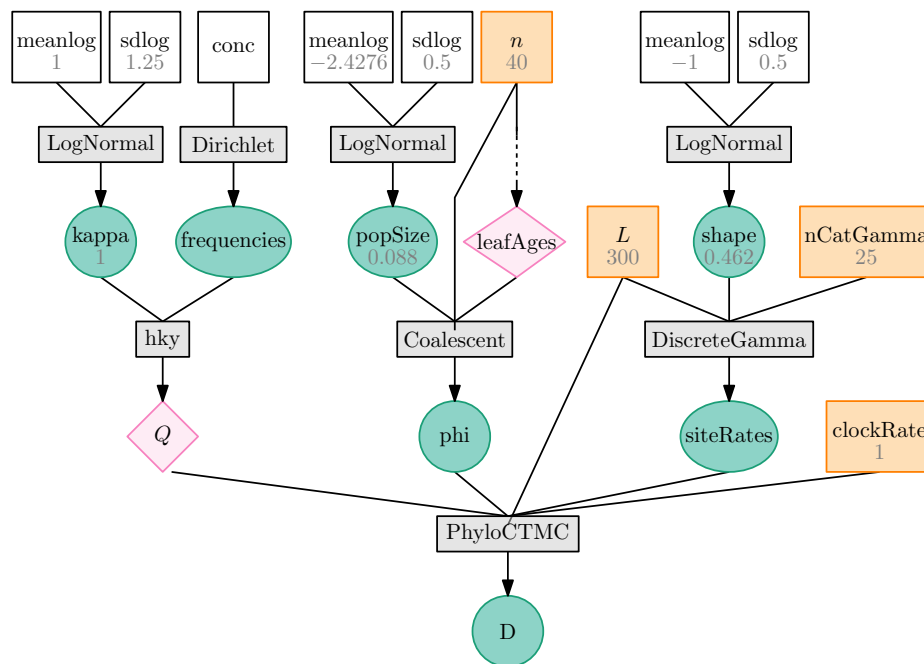 meanlog
1
sdlog
1.25
conc
meanlog
−2.4276
sdlog
0.5
n
40
meanlog
−1
sdlog
0.5
LogNormal
Dirichlet
LogNormal
LogNormal
kappa
1
frequencies
popSize
0.088
leafAges
L
300
shape
0.462
nCatGamma
25
hky
Coalescent
DiscreteGamma
Q
phi
siteRates
clockRate
1
PhyloCTMC
D